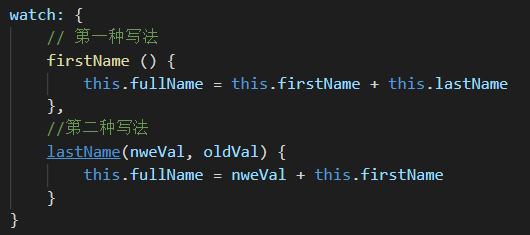 watch: {
// 第一种写法
firstName () {
this.fullName = this.firstName + this.lastName
},
//第二种写法
lastName(nweVal, oldVal) {
this.fullName = nweVal + this.firstName
}
}